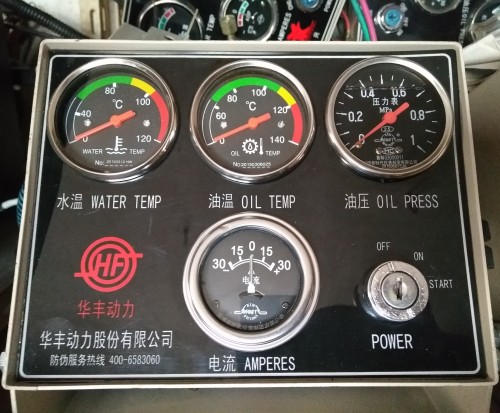 40
80
100
120
0
°C
WATER TEMP
水温 WATER TEMP
60
80
100
120
140
°C
OIL TEMP
油温 OIL TEMP
0
0.2
0.4
0.6
0.8
压力表
MPa
油压 OIL PRESS
30 15 0 15 30
电流
电流 AMPERES
HF
华丰动力
华丰动力股份有限公司
防伪服务热线 400-6583060
OFF
ON
START
POWER
AMPERES